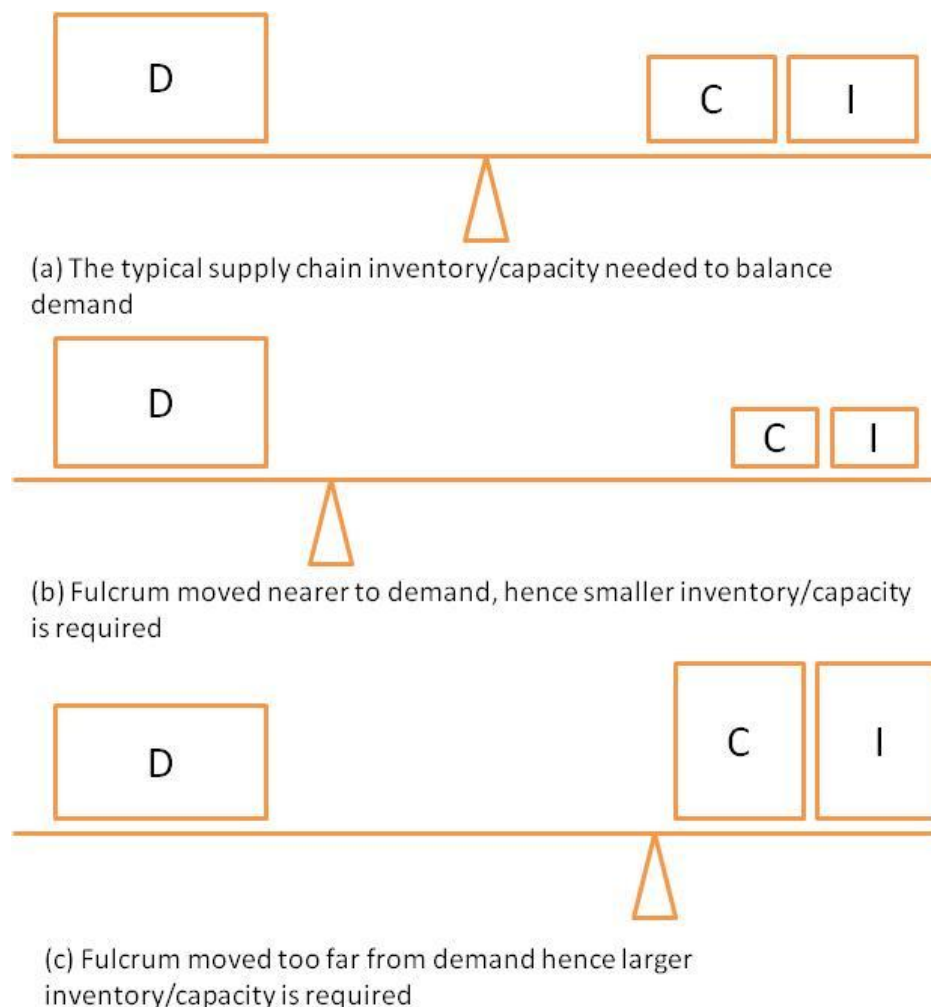 D
C I
(a) The typical supply chain inventory/capacity needed to balance
demand
D
C I
(b) Fulcrum moved nearer to demand, hence smaller inventory/capacity
is required
D
C I
(c) Fulcrum moved too far from demand hence larger
inventory/capacity is required